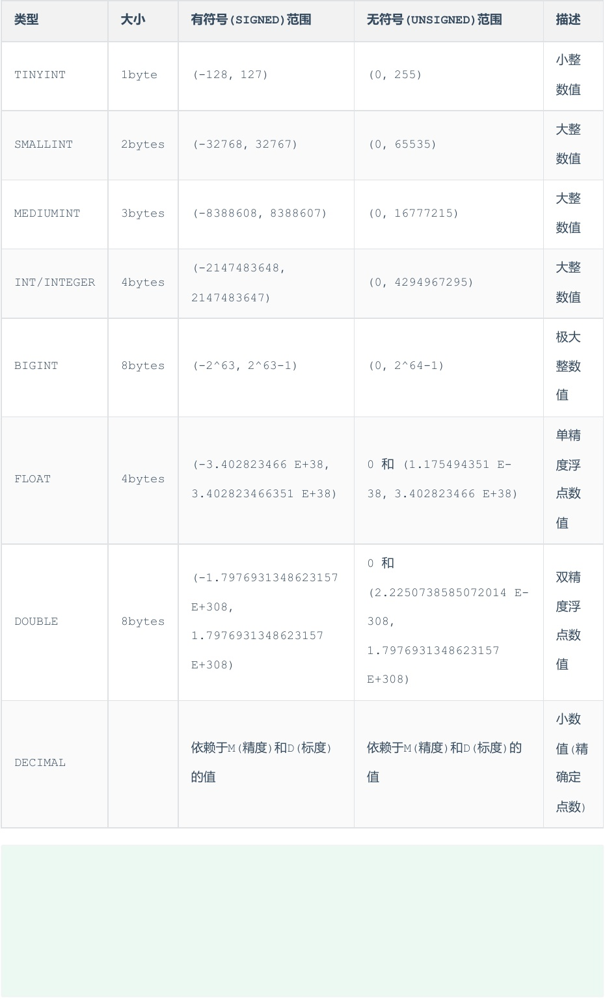 类型 大小 有符号(SIGNED)范围 无符号(UNSIGNED)范围 描述
TINYINT 1byte (-128, 127) (0, 255) 小整
数值
SMALLINT 2bytes (-32768, 32767) (0, 65535) 大整
数值
MEDIUMINT 3bytes (-8388608, 8388607) (0, 16777215) 大整
数值
INT/INTEGER 4bytes (-2147483648,
2147483647) (0, 4294967295) 大整
数值
BIGINT 8bytes (-2^63, 2^63-1) (0, 2^64-1) 极大
整数
值
FLOAT 4bytes (-3.402823466 E+38,
3.402823466351 E+38) 0 和 (1.175494351 E-
38, 3.402823466 E+38) 单精
度浮
点数
值
DOUBLE 8bytes (-1.7976931348623157
E+308,
1.7976931348623157
E+308) 0 和
(2.2250738585072014 E-
308,
1.7976931348623157
E+308) 双精
度浮
点数
值
DECIMAL 依赖于M(精度)和D(标度)
的值 依赖于M(精度)和D(标度)的
值 小数
值(精
确定
点数)